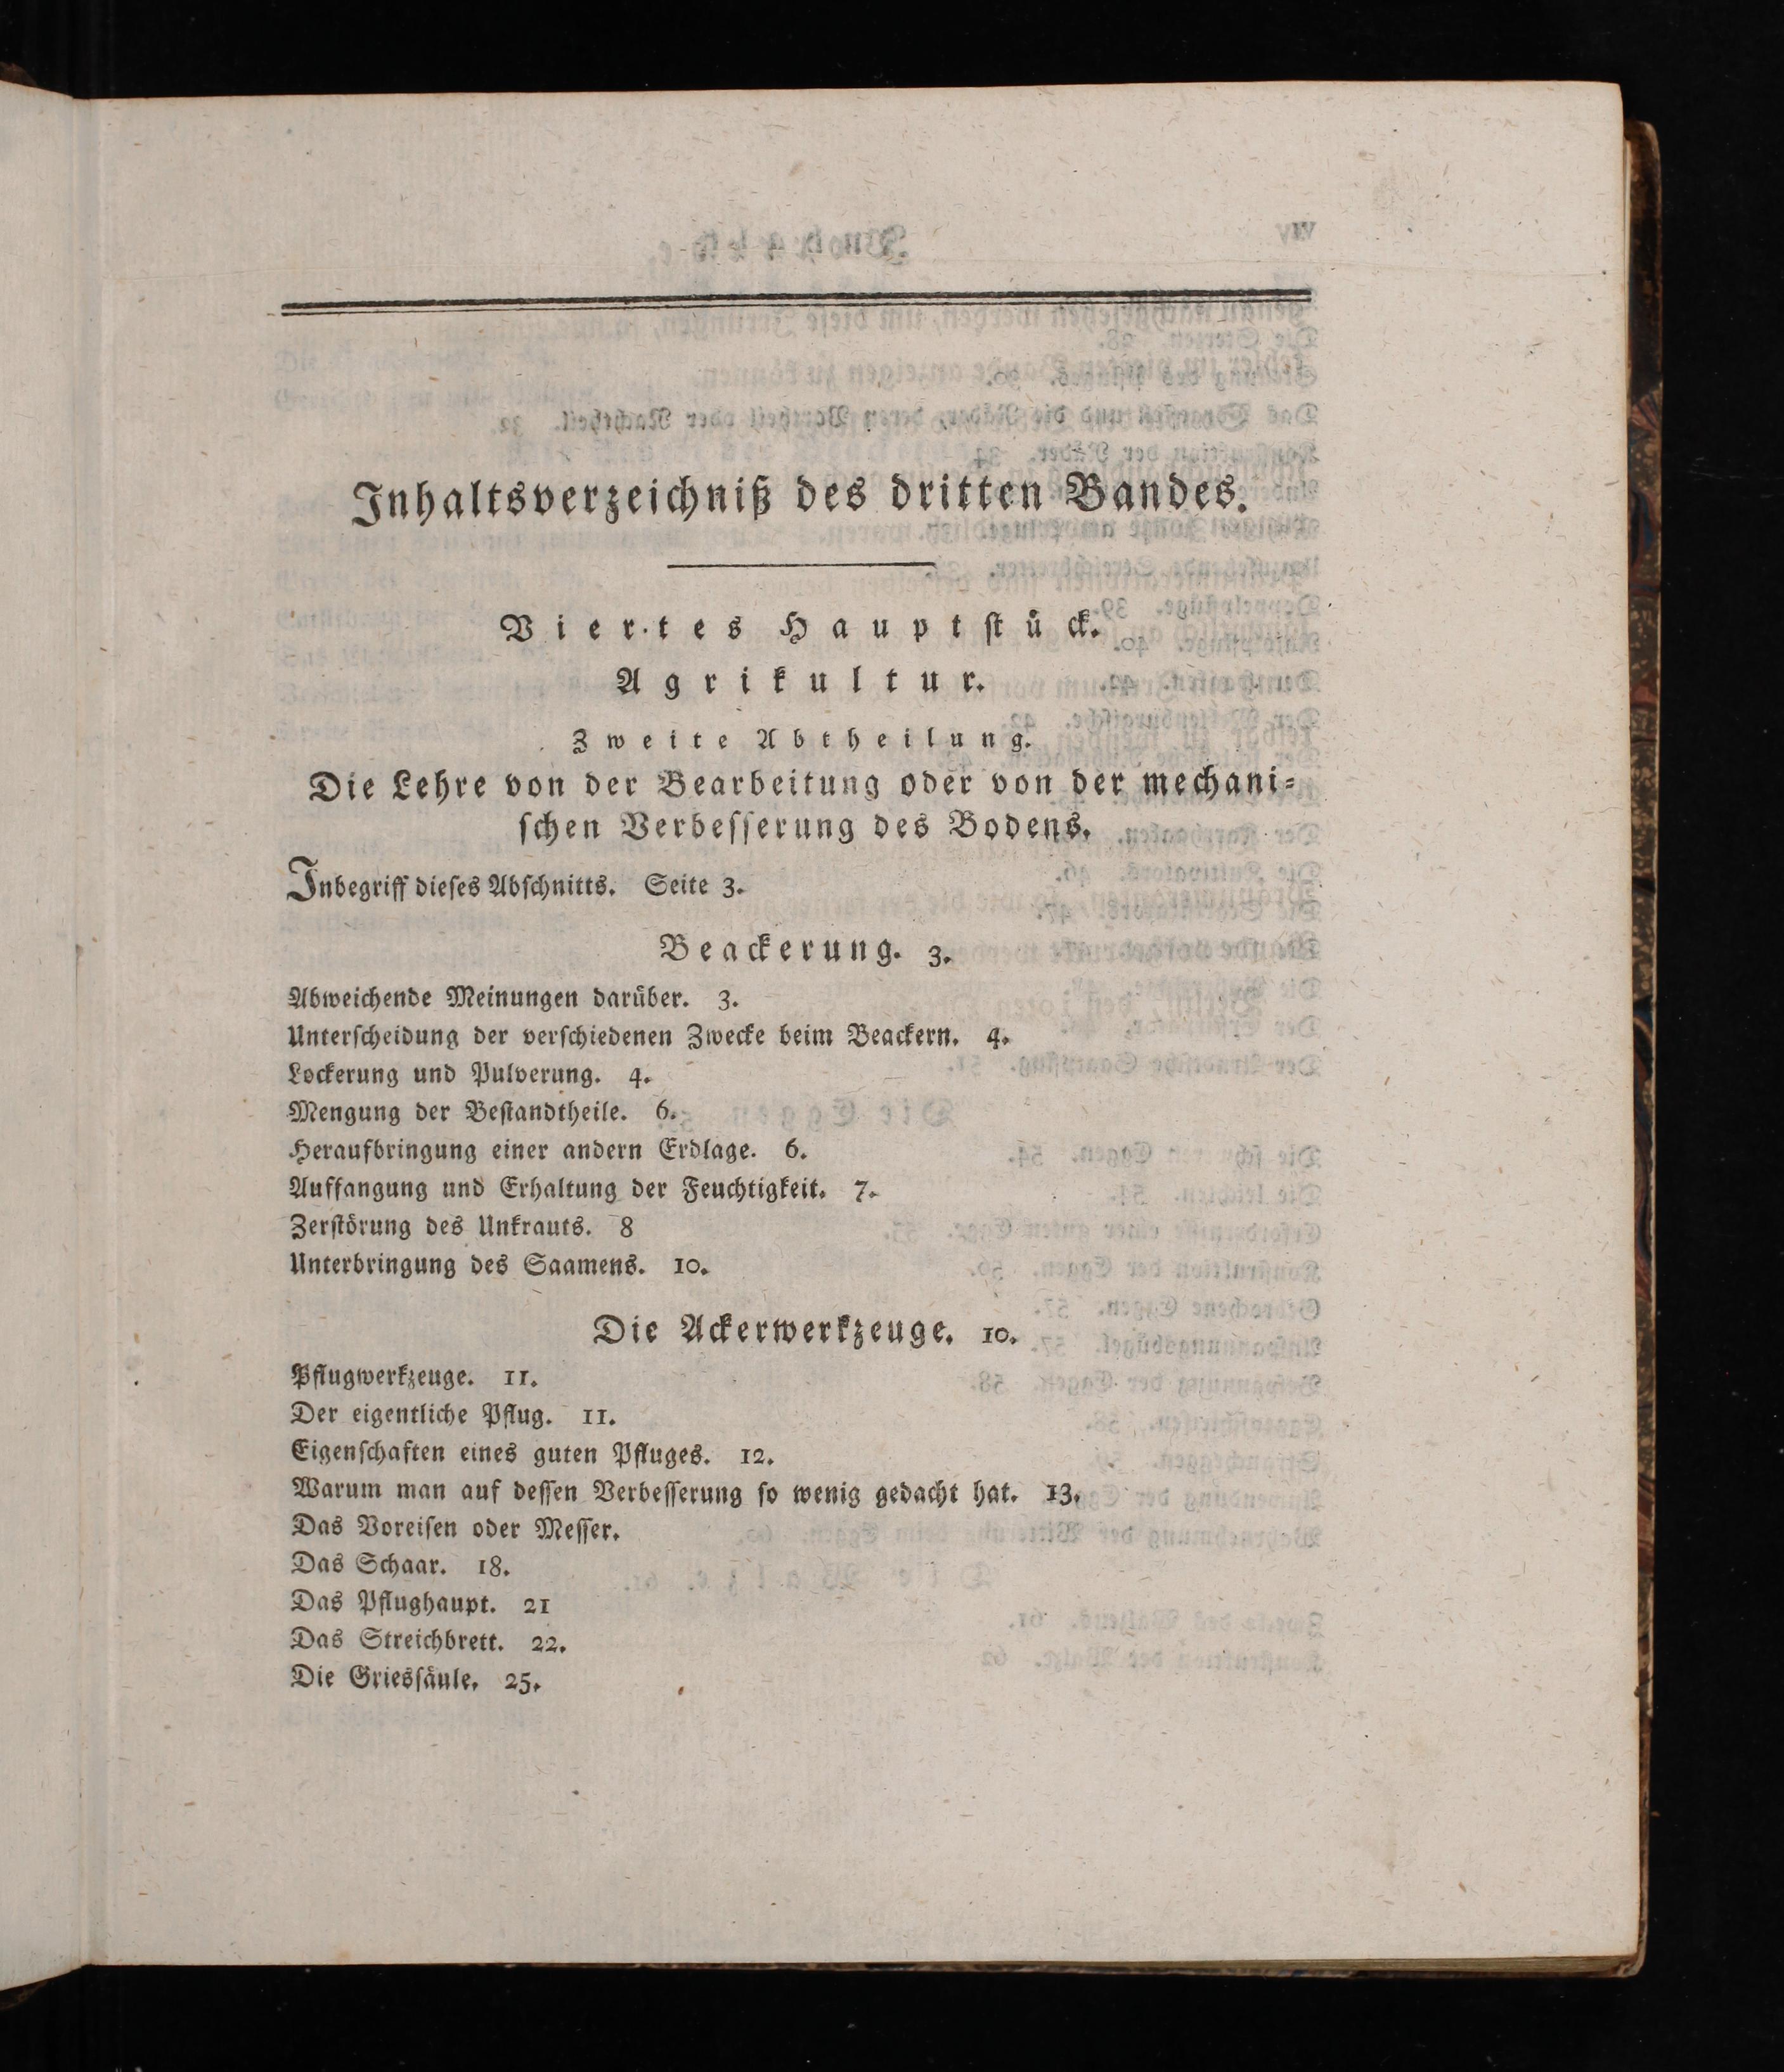 Inhaltsverzeichniß des dritten Bandes.
Viertes Hauptstück.
Agrikultur.
Zweite Abtheilung.
Die Lehre von der Bearbeitung oder von der mechani-
schen Verbesserung des Bodens.
Inbegriff dieses Abschnitts. Seite 3.
Beackerung. 3.
Abweichende Meinungen darüber. 3.
Unterscheidung der verschiedenen Zwecke beim Beackern. 4.
Lockerung und Pulverung. 4.
Mengung der Bestandtheile. 6.
Heraufbringung einer andern Erdlage. 6.
Auffangung und Erhaltung der Feuchtigkeit. 7.
Zerstörung des Unkrauts. 8
Unterbringung des Saamens. 10.
Die Ackerwerkzeuge. 10.
Pflugwerkzeuge. 11.
Der eigentliche Pflug. 11.
Eigenschaften eines guten Pfluges. 12.
Warum man auf dessen Verbesserung so wenig gedacht hat. 13.
Das Voreisen oder Messer.
Das Schaar. 18.
Das Pflughaupt. 21
Das Streichbrett. 22.
Die Griessäule. 25.